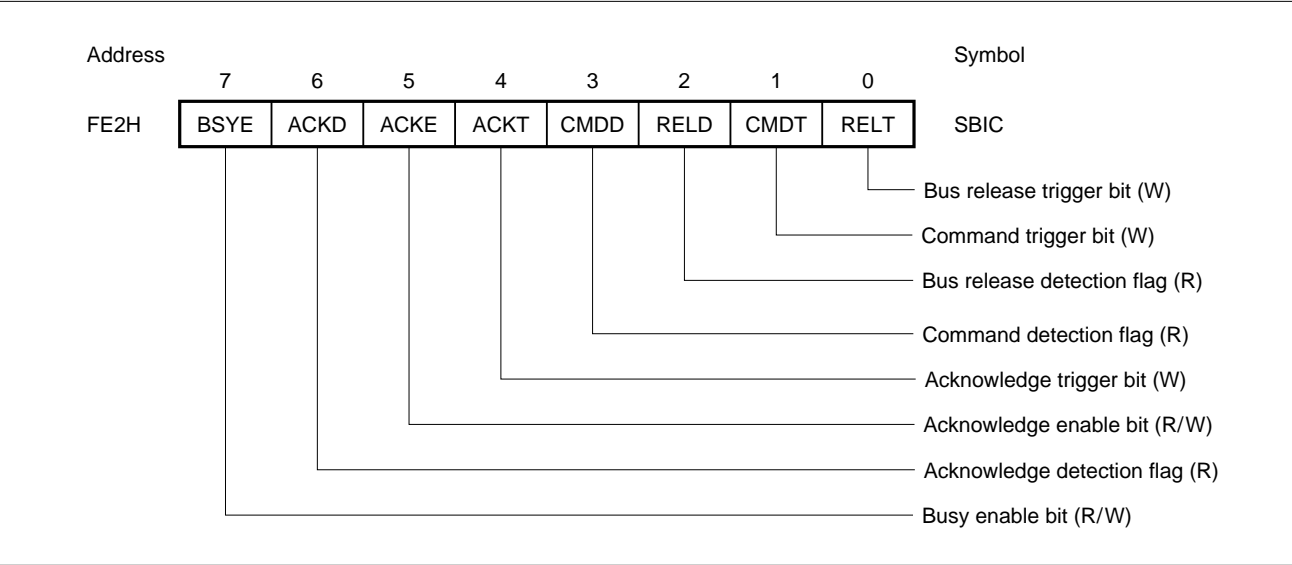 Address Symbol
7 6 5 4 3 2 1 0
FE2H BSYE ACKD ACKE ACKT CMDD RELD CMDT RELT SBIC
Bus release trigger bit (W)
Command trigger bit (W)
Bus release detection flag (R)
Command detection flag (R)
Acknowledge trigger bit (W)
Acknowledge enable bit (R/W)
Acknowledge detection flag (R)
Busy enable bit (R/W)